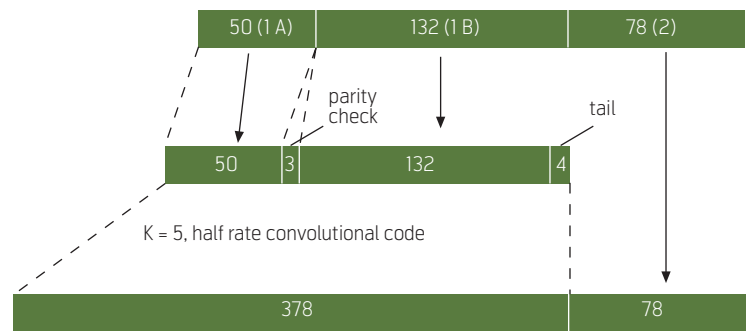 50 (1 A) 132 (1 B) 78 (2)
parity
check
tail
50 3 132 4
K = 5, half rate convolutional code
378 78